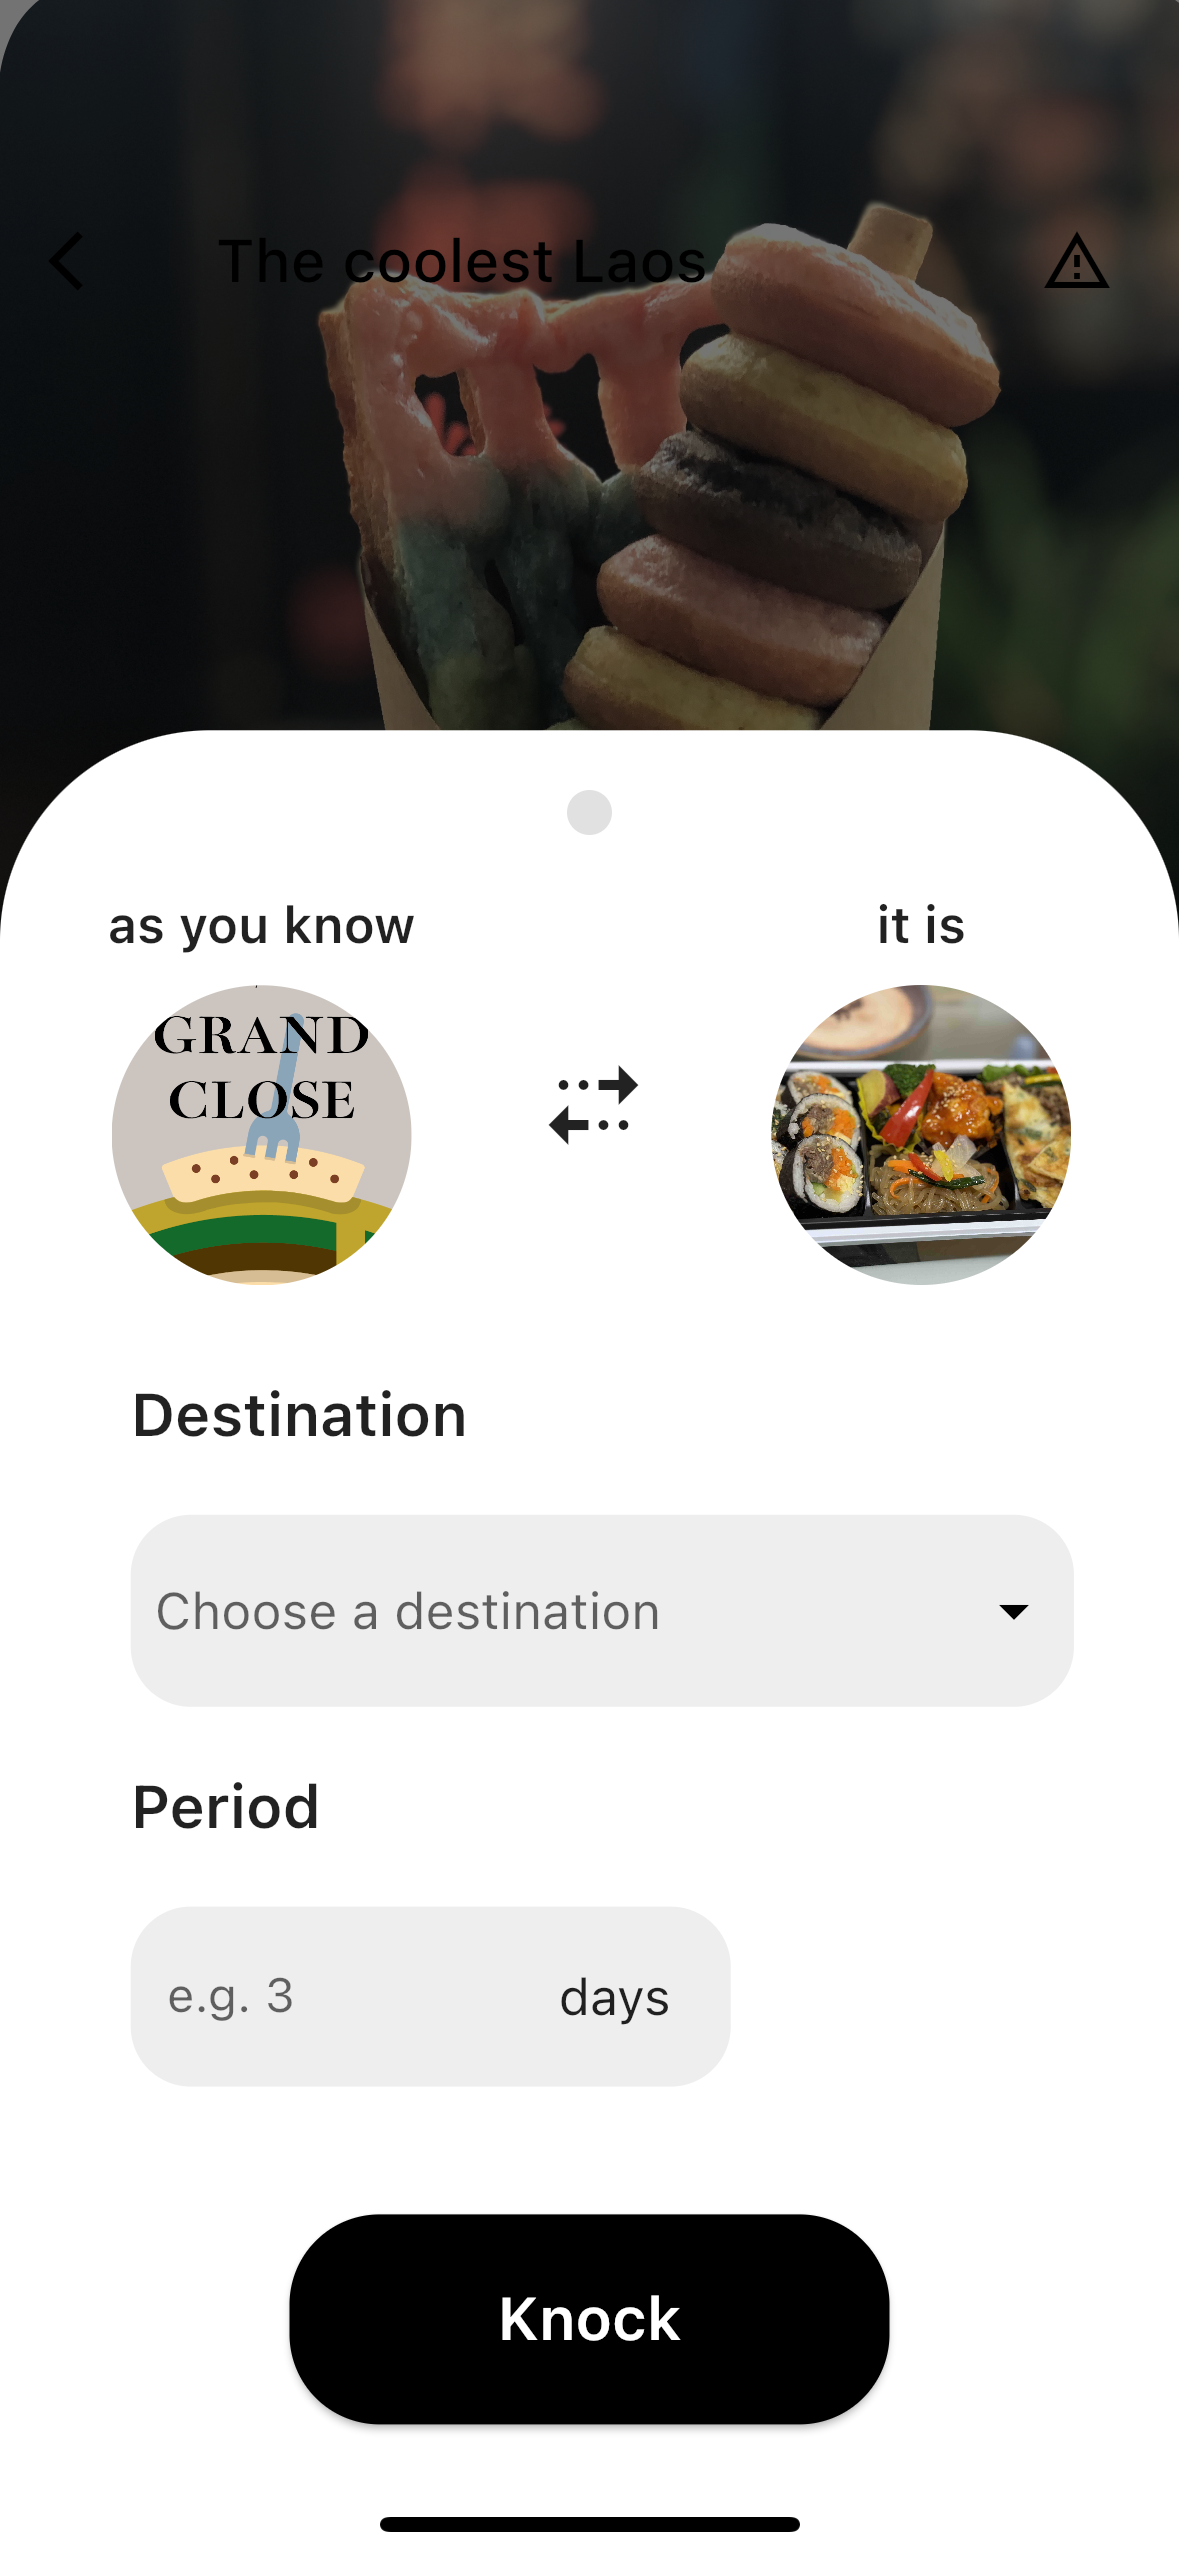 The coolest Laos
as you know
it is
GRAND
CLOSE
Destination
Choose a destination
Period
e.g. 3 days
Knock